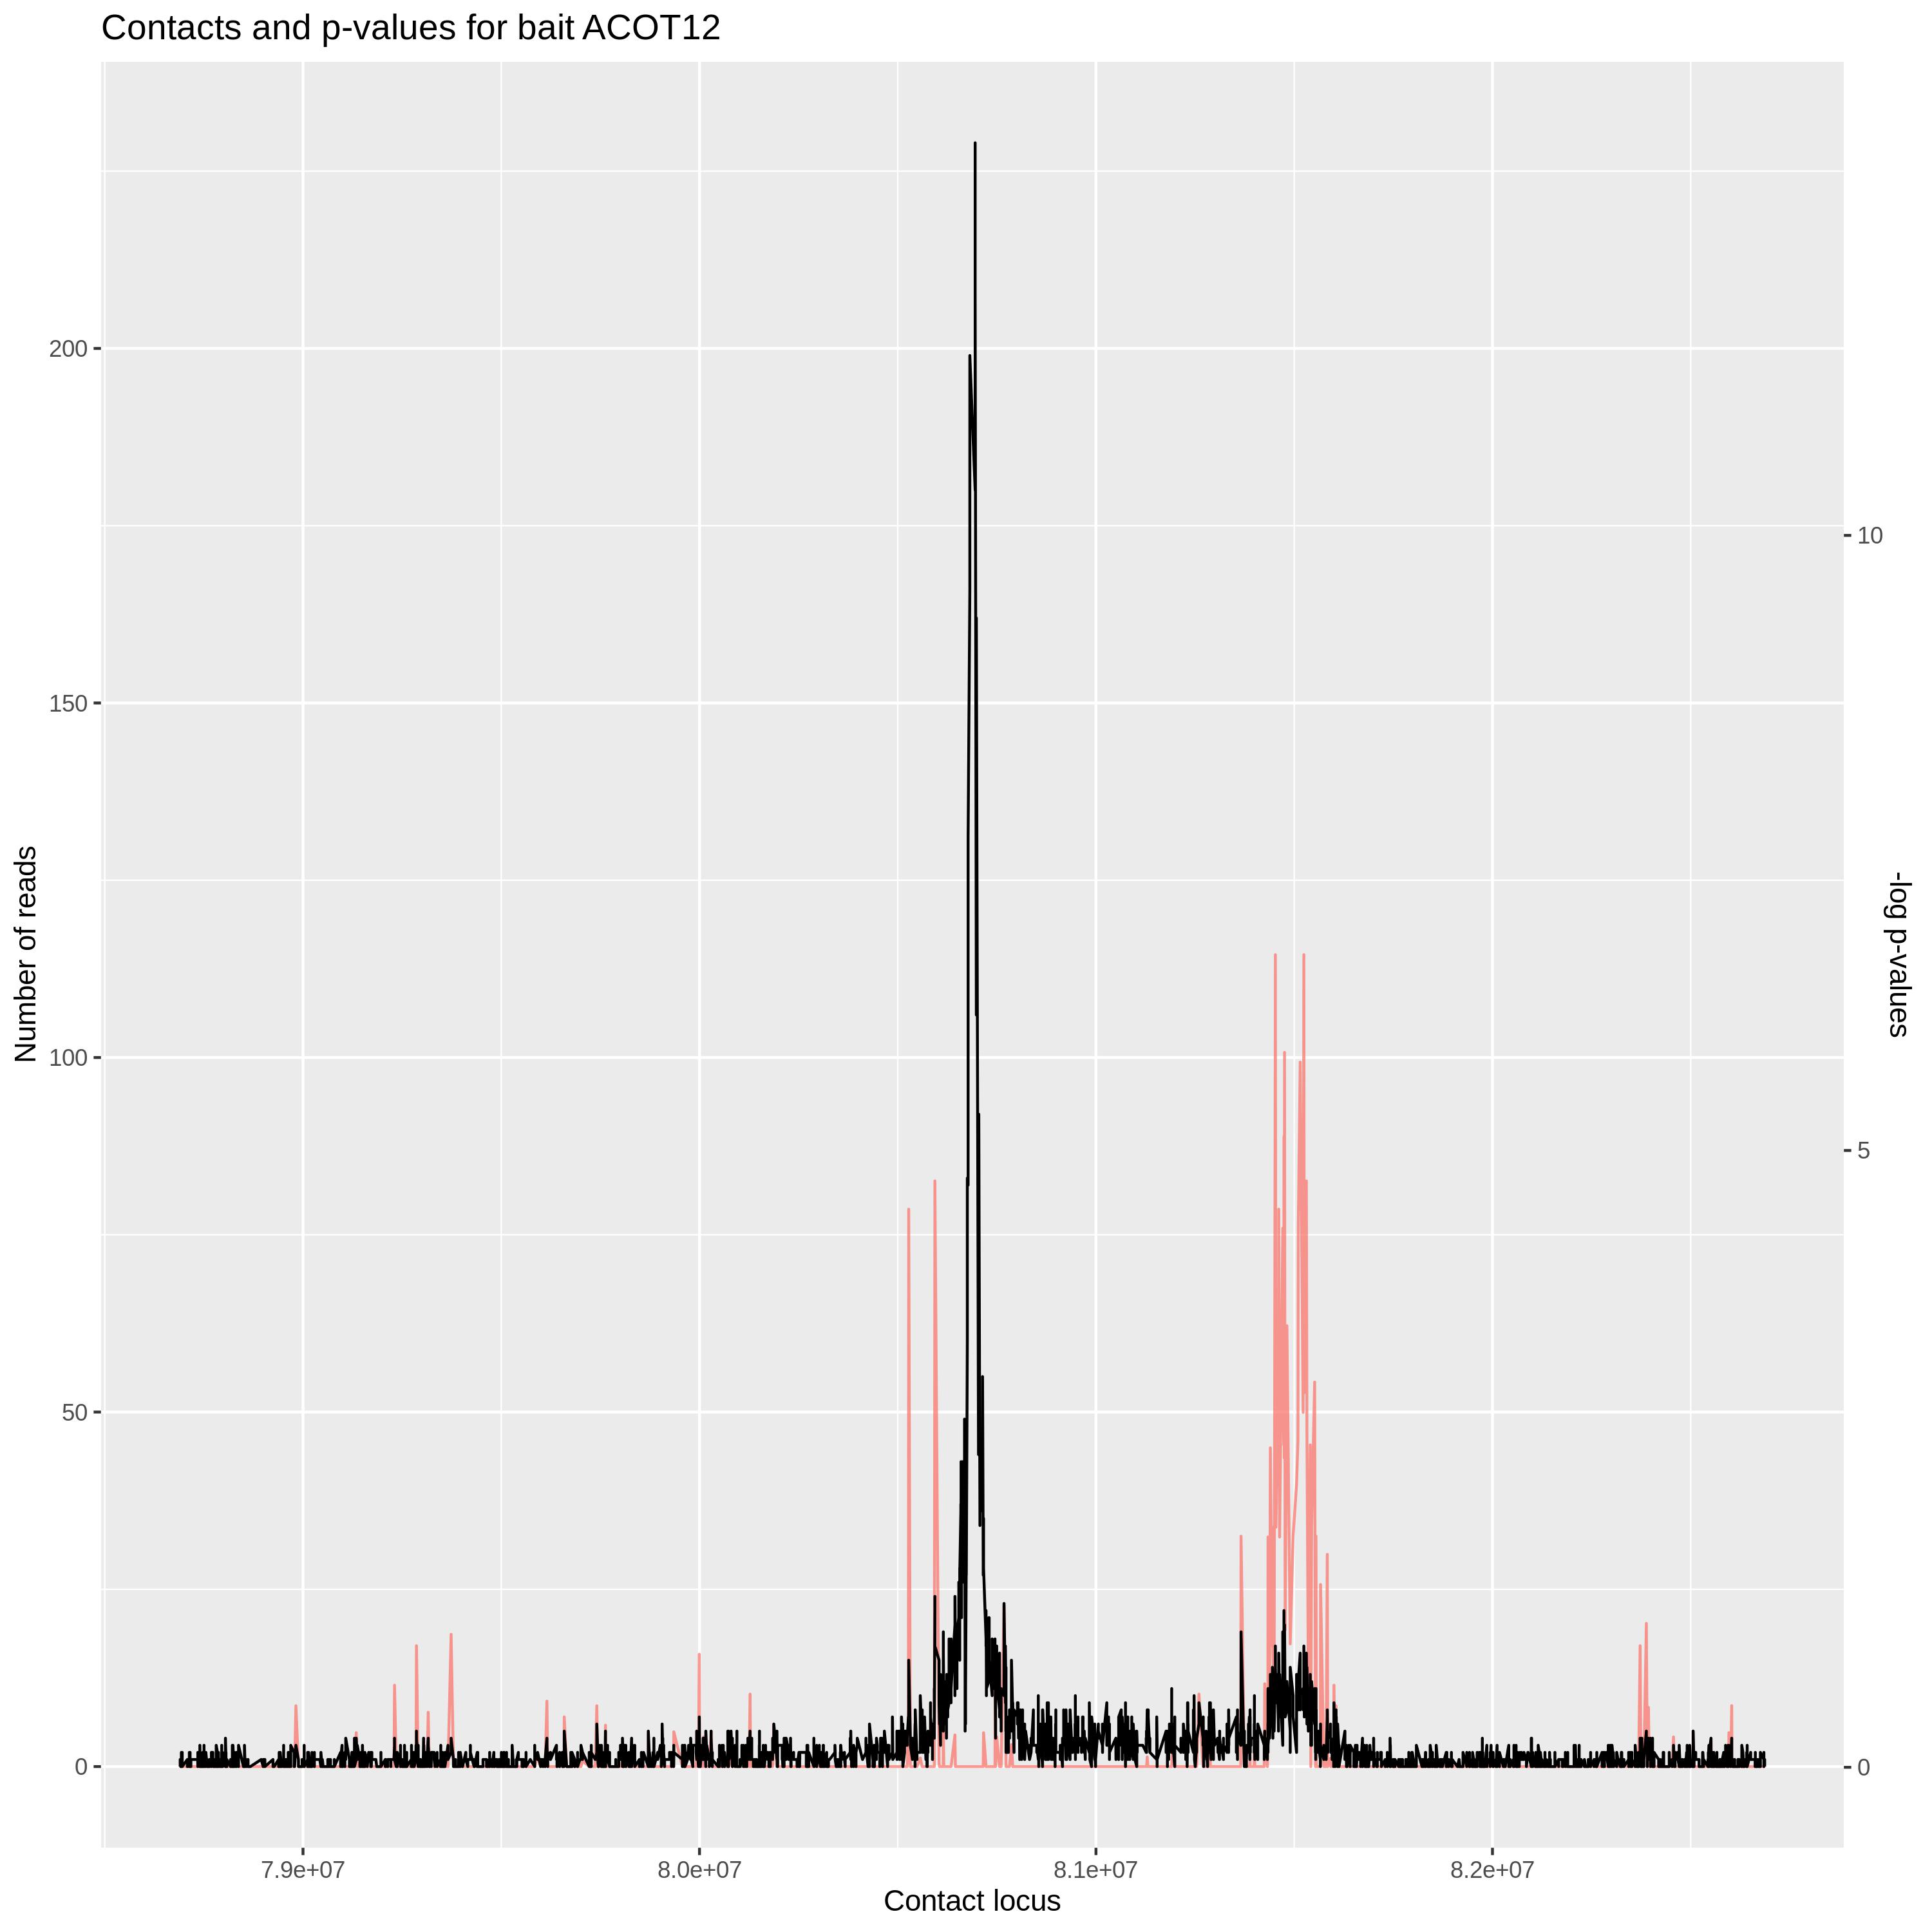 Contacts and p-values for bait ACOT12
Number of reads
200
150
100
50
0
10
5
0
-log p-values
7.9e+07 8.0e+07 8.1e+07 8.2e+07
Contact locus